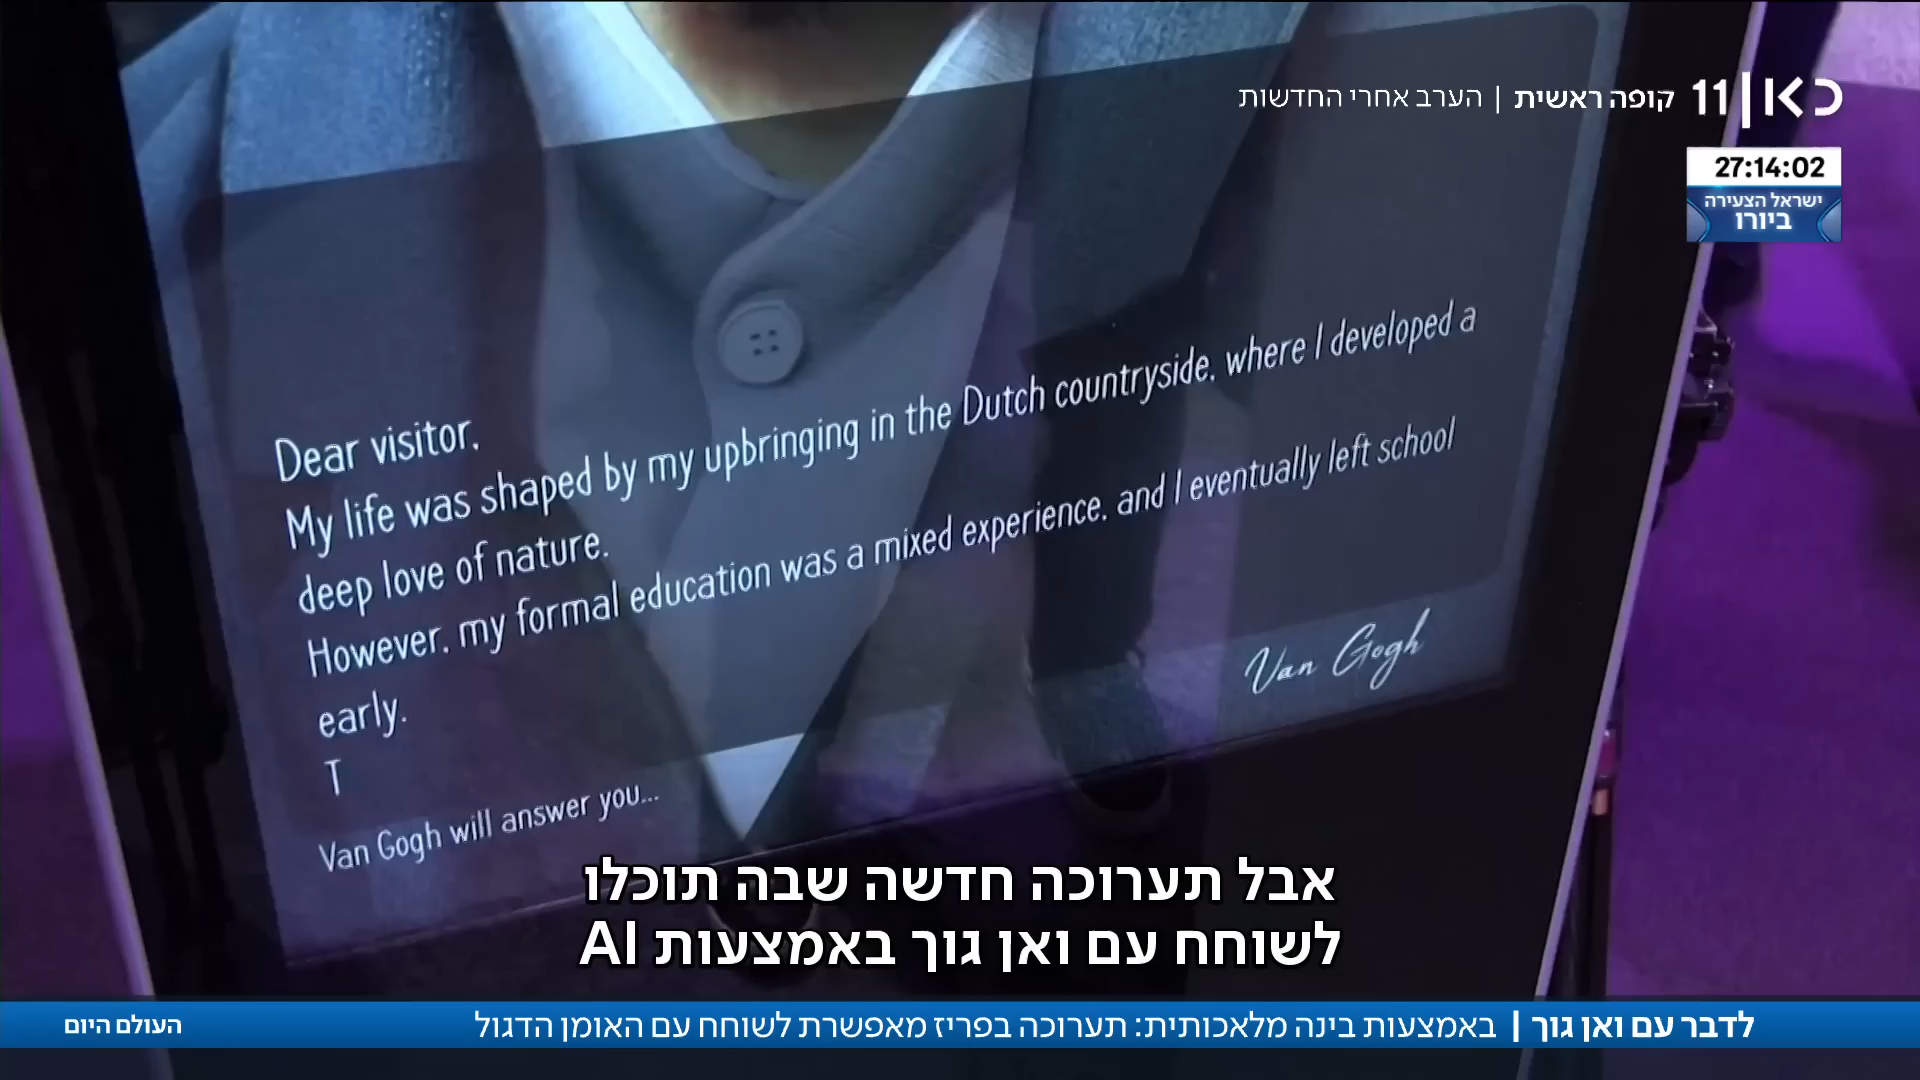 כאן 11 קופה ראשית | הערב אחרי החדשות
27:14:02
ישראל הצעירה
ביורו
Dear visitor,
My life was shaped by my upbringing in the Dutch countryside, where I developed a
deep love of nature.
However, my formal education was a mixed experience, and I eventually left school
early.
T
Van Gogh
Van Gogh will answer you...
אבל תערוכה חדשה שבה תוכלו
לשוחח עם ואן גוך באמצעות AI
לדבר עם ואן גוך | באמצעות בינה מלאכותית: תערוכה בפריז מאפשרת לשוחח עם האומן הדגול
העולם היום